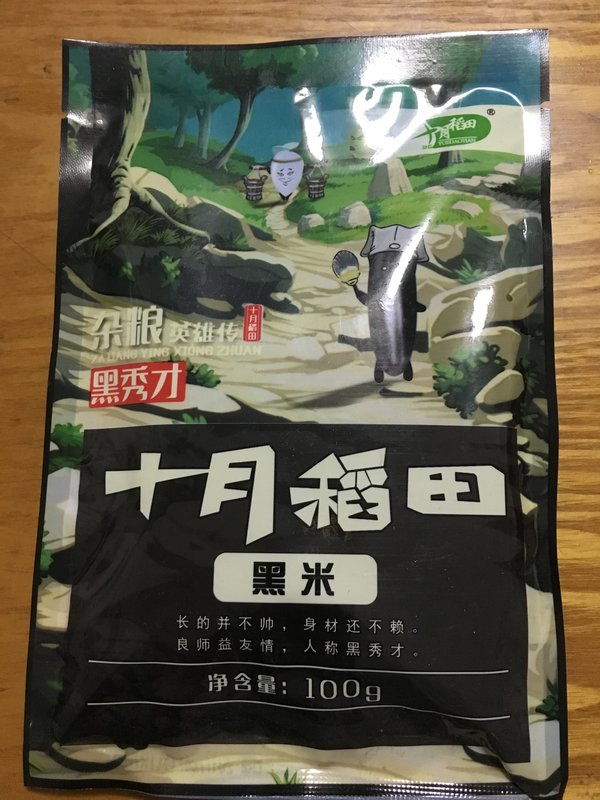 十月稻田®
SHIYUEDAOTIAN
杂粮英雄传
十月稻田
ZA LIANG YING XIONG ZHUAN
黑秀才
十月稻田
黑米
长的并不帅，身材还不赖。
良师益友情，人称黑秀才。
净含量：100g